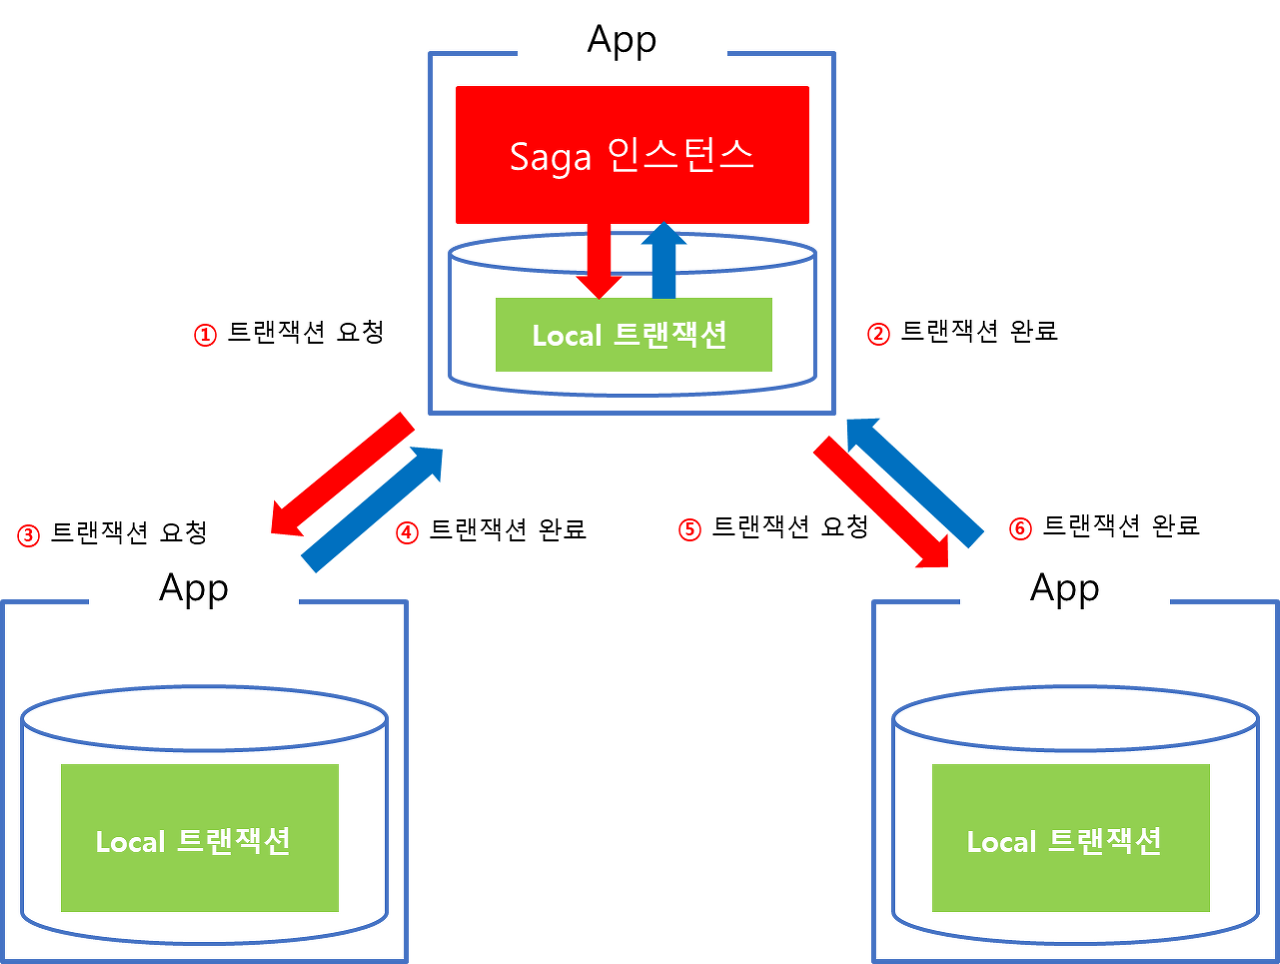 App
Saga 인스턴스
Local 트랜잭션
① 트랜잭션 요청
② 트랜잭션 완료
③ 트랜잭션 요청
④ 트랜잭션 완료
⑤ 트랜잭션 요청
⑥ 트랜잭션 완료
App
App
Local 트랜잭션
Local 트랜잭션